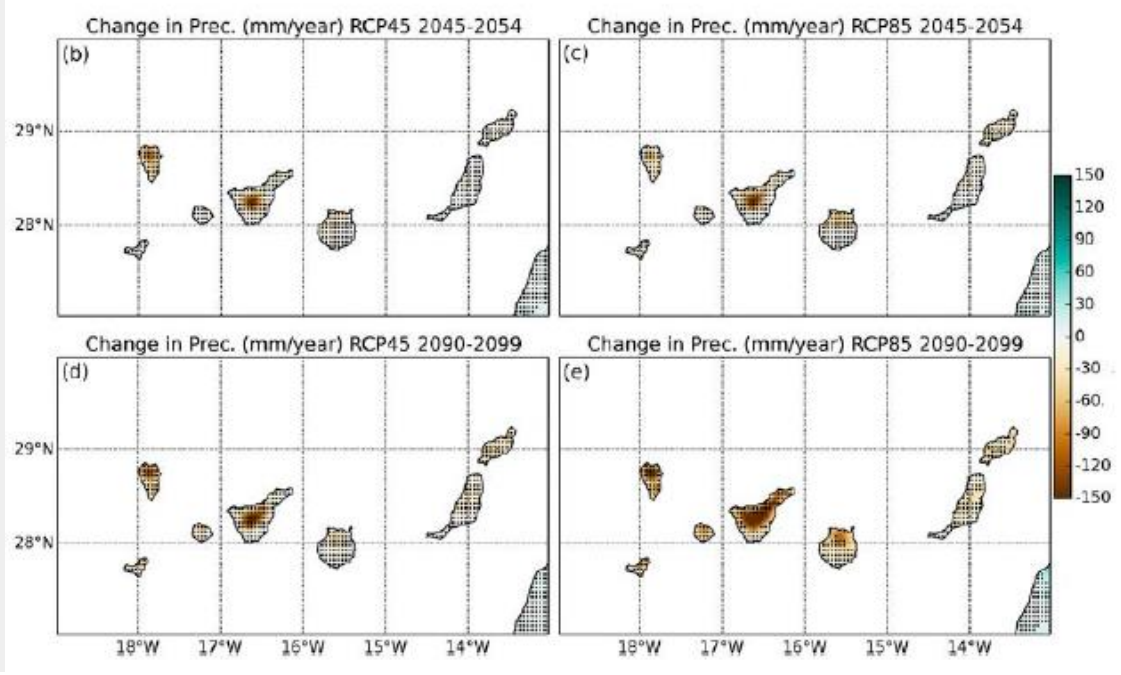 Change in Prec. (mm/year) RCP45 2045-2054
Change in Prec. (mm/year) RCP85 2045-2054
(b)
(c)
29°N
28°N
150
120
90
60
30
0
-30
-60.
-90
-120
-150
Change in Prec. (mm/year) RCP45 2090-2099
Change in Prec. (mm/year) RCP85 2090-2099
(d)
(e)
29°N
28°N
18°W 17°W 16°W 15°W 14°W
18°W 17°W 16°W 15°W 14°W